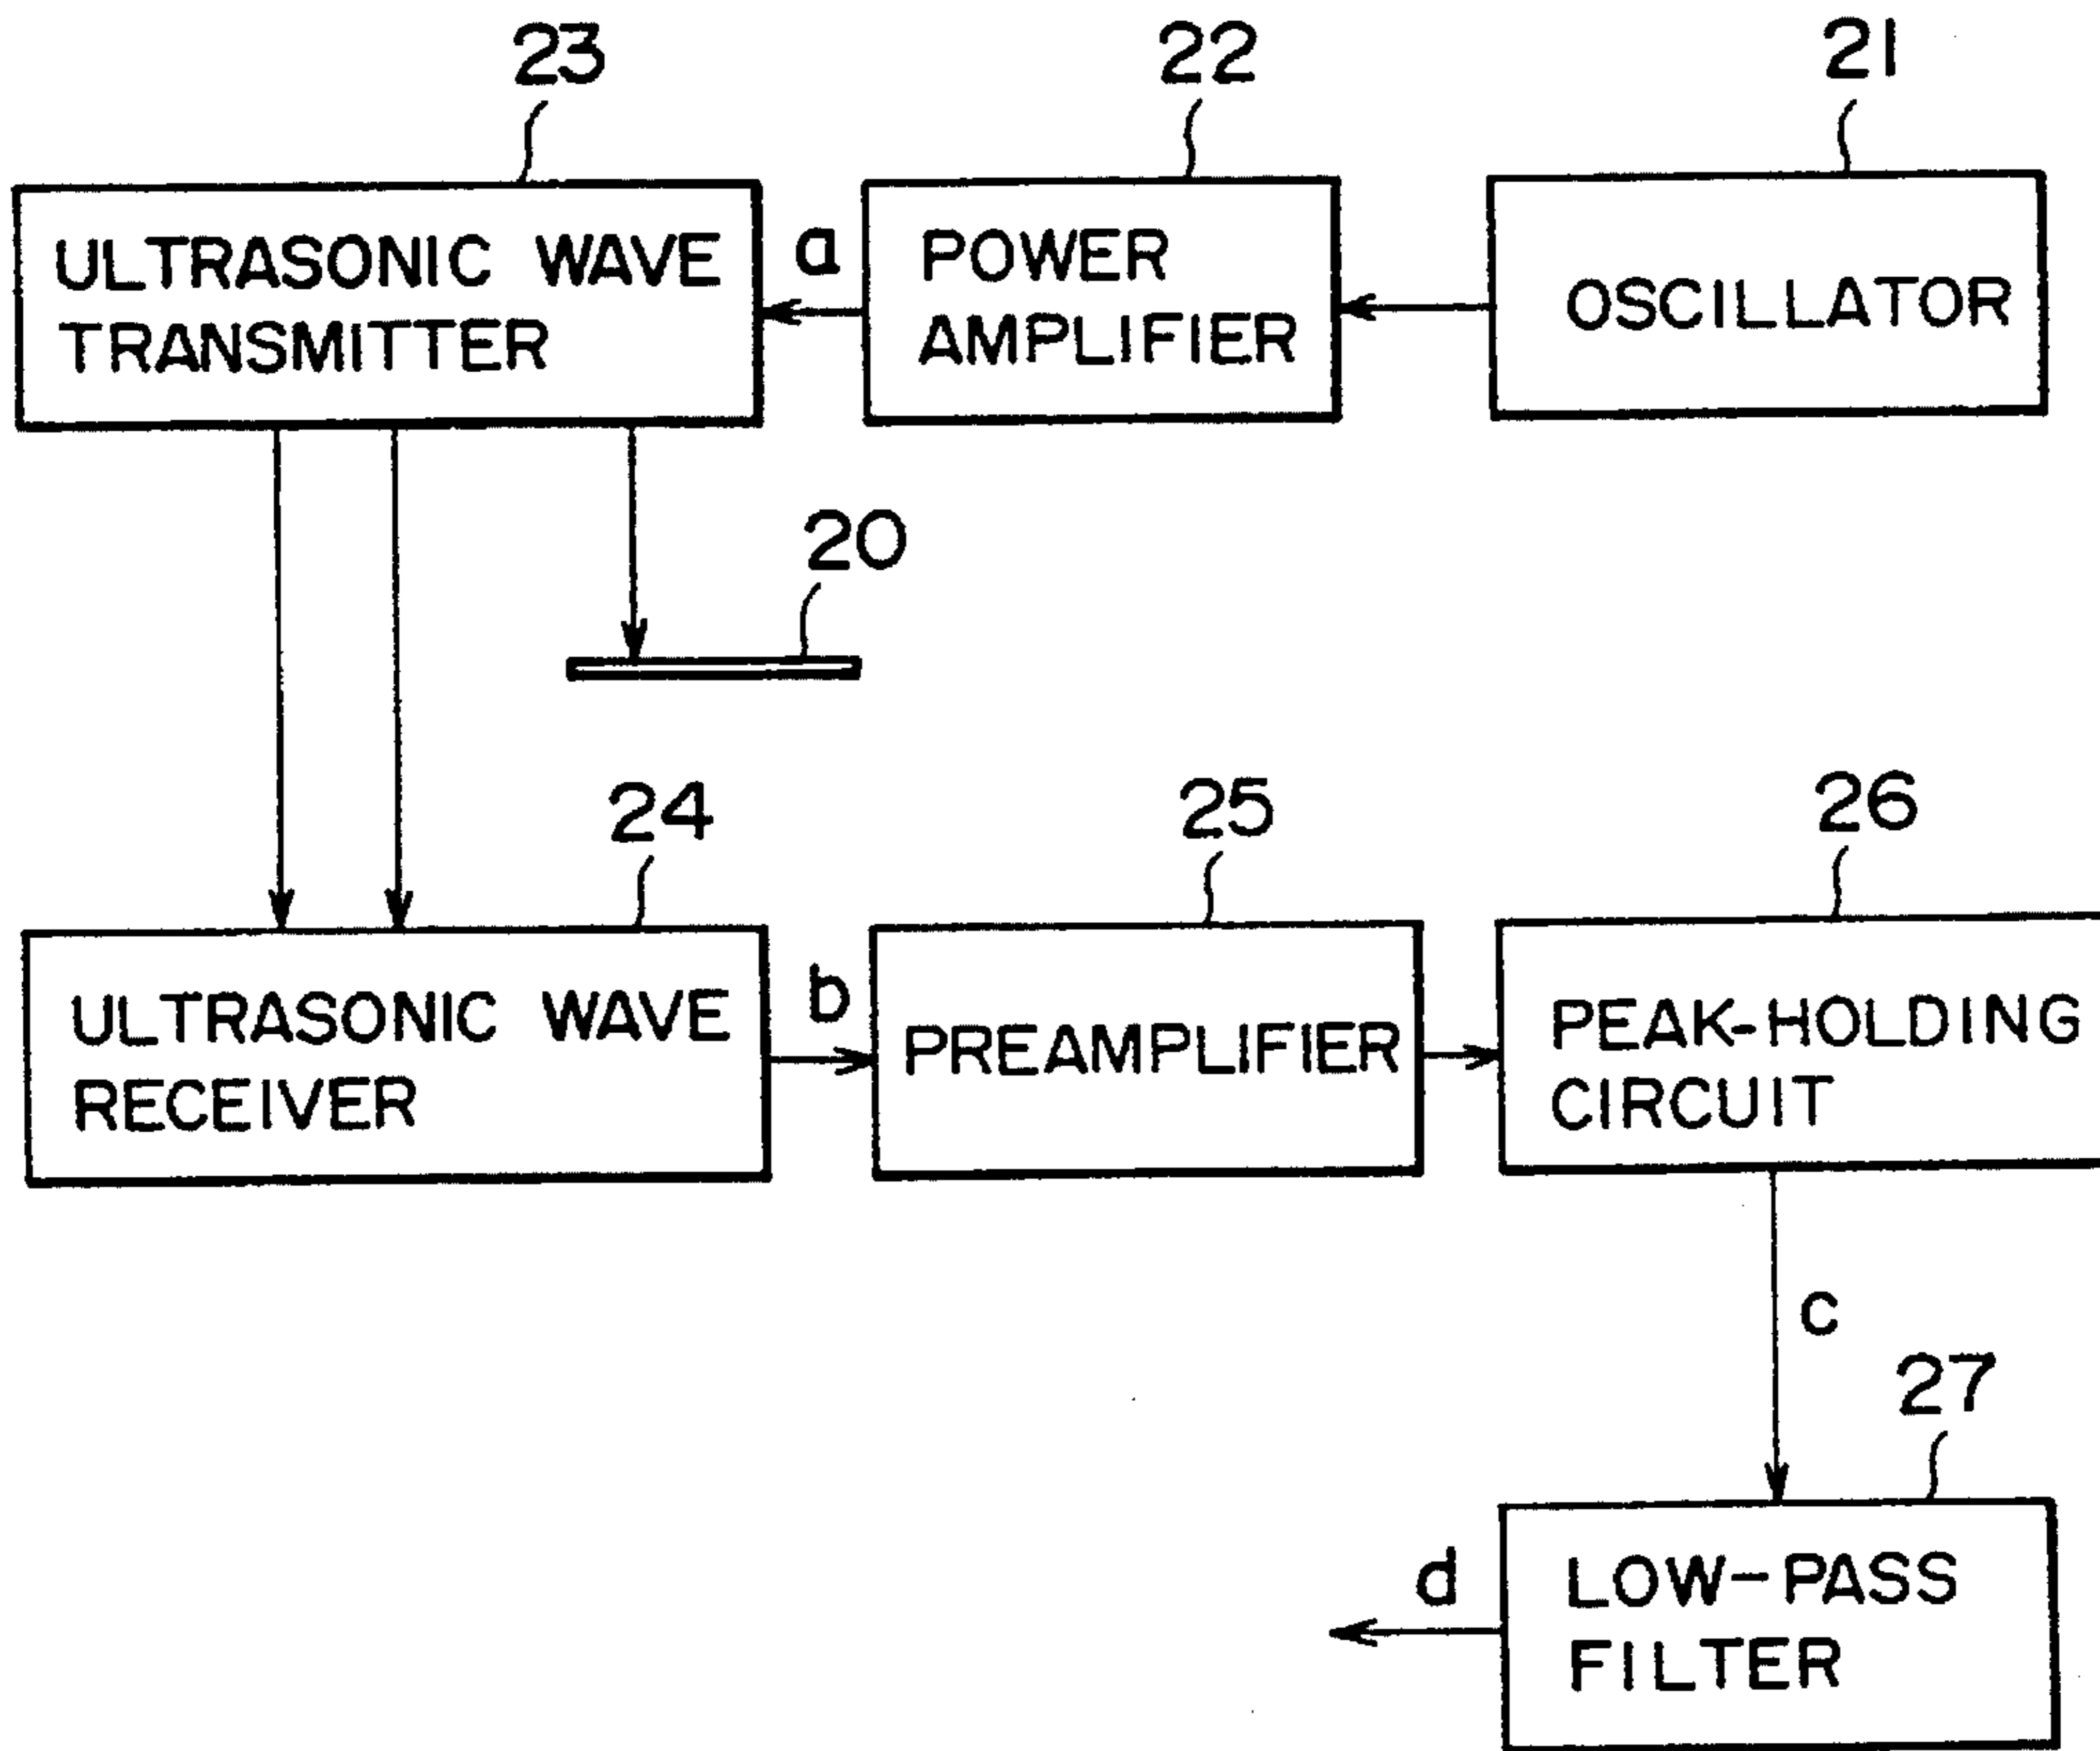 23
22
21
ULTRASONIC WAVE
TRANSMITTER
a
POWER
AMPLIFIER
OSCILLATOR
20
24
25
26
ULTRASONIC WAVE
RECEIVER
b
PREAMPLIFIER
PEAK-HOLDING
CIRCUIT
c
27
d
LOW-PASS
FILTER